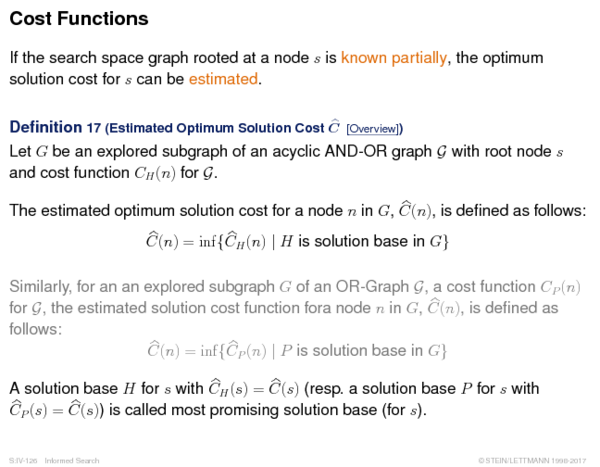 Cost Functions
If the search space graph rooted at a node s is known partially, the optimum
solution cost for s can be estimated.
Definition 17 (Estimated Optimum Solution Cost Ĉ [Overview])
Let G be an explored subgraph of an acyclic AND-OR graph 𝒢 with root node s
and cost function C_H(n) for 𝒢.
The estimated optimum solution cost for a node n in G, Ĉ(n), is defined as follows:
Ĉ(n) = inf{Ĉ_H(n) | H is solution base in G}
Similarly, for an an explored subgraph G of an OR-Graph 𝒢, a cost function C_P(n)
for 𝒢, the estimated solution cost function fora node n in G, Ĉ(n), is defined as
follows:
Ĉ(n) = inf{Ĉ_P(n) | P is solution base in G}
A solution base H for s with Ĉ_H(s) = Ĉ(s) (resp. a solution base P for s with
Ĉ_P(s) = Ĉ(s)) is called most promising solution base (for s).
S:IV-126 Informed Search ©STEIN/LETTMANN 1998-2017